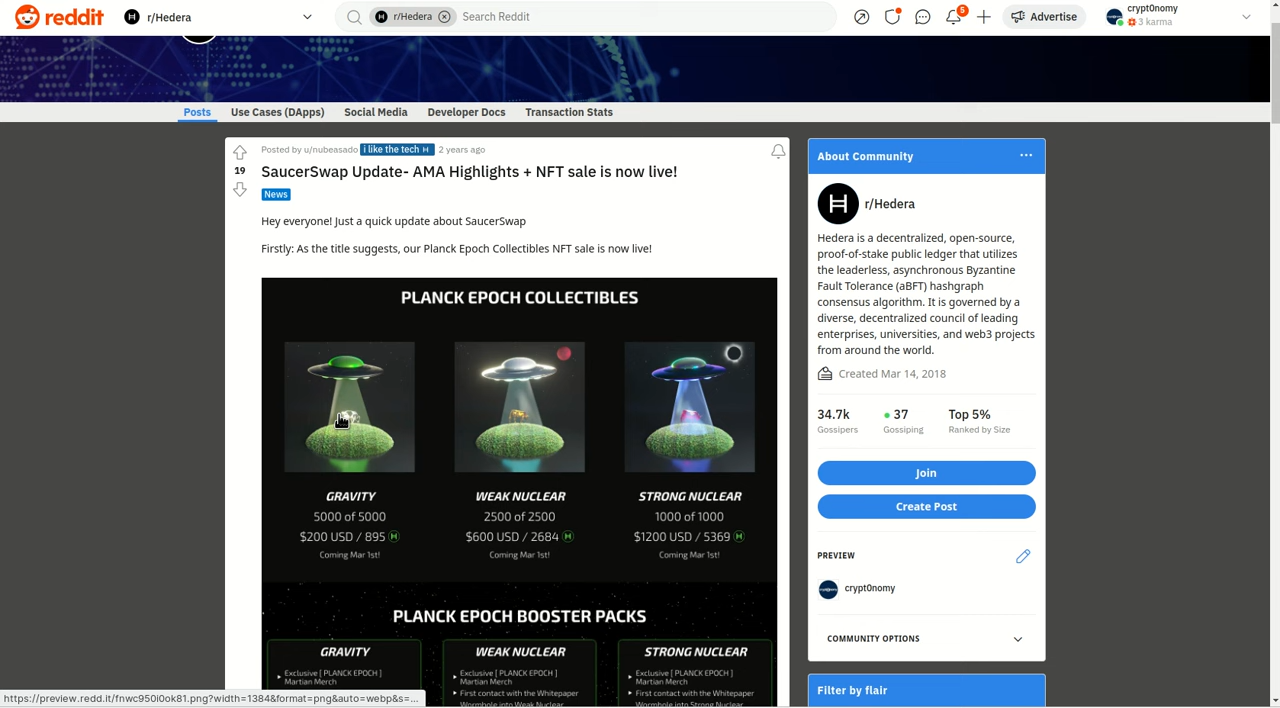 reddit
r/Hedera
r/Hedera
Search Reddit
5
Advertise
crypt0nomy
3 karma
Posts
Use Cases (DApps)
Social Media
Developer Docs
Transaction Stats
Posted by u/nubeasado i like the tech 2 years ago
19
SaucerSwap Update- AMA Highlights + NFT sale is now live!
News
Hey everyone! Just a quick update about SaucerSwap
Firstly: As the title suggests, our Planck Epoch Collectibles NFT sale is now live!
PLANCK EPOCH COLLECTIBLES
GRAVITY
5000 of 5000
$200 USD / 895 H
Coming Mar 1st!
WEAK NUCLEAR
2500 of 2500
$600 USD / 2684 H
Coming Mar 1st!
STRONG NUCLEAR
1000 of 1000
$1200 USD / 5369 H
Coming Mar 1st!
PLANCK EPOCH BOOSTER PACKS
GRAVITY
Exclusive [ PLANCK EPOCH ]
Martian Merch
WEAK NUCLEAR
Exclusive [ PLANCK EPOCH ]
Martian Merch
First contact with the Whitepaper
Wormhole into Weak Nuclear
STRONG NUCLEAR
Exclusive [ PLANCK EPOCH ]
Martian Merch
First contact with the Whitepaper
Wormhole into Strong Nuclear
https://preview.redd.it/fnwc950i0ok81.png?width=1384&format=png&auto=webp&s=...
About Community
r/Hedera
Hedera is a decentralized, open-source,
proof-of-stake public ledger that utilizes
the leaderless, asynchronous Byzantine
Fault Tolerance (aBFT) hashgraph
consensus algorithm. It is governed by a
diverse, decentralized council of leading
enterprises, universities, and web3 projects
from around the world.
Created Mar 14, 2018
34.7k
Gossipers
37
Gossiping
Top 5%
Ranked by Size
Join
Create Post
PREVIEW
crypt0nomy
COMMUNITY OPTIONS
Filter by flair